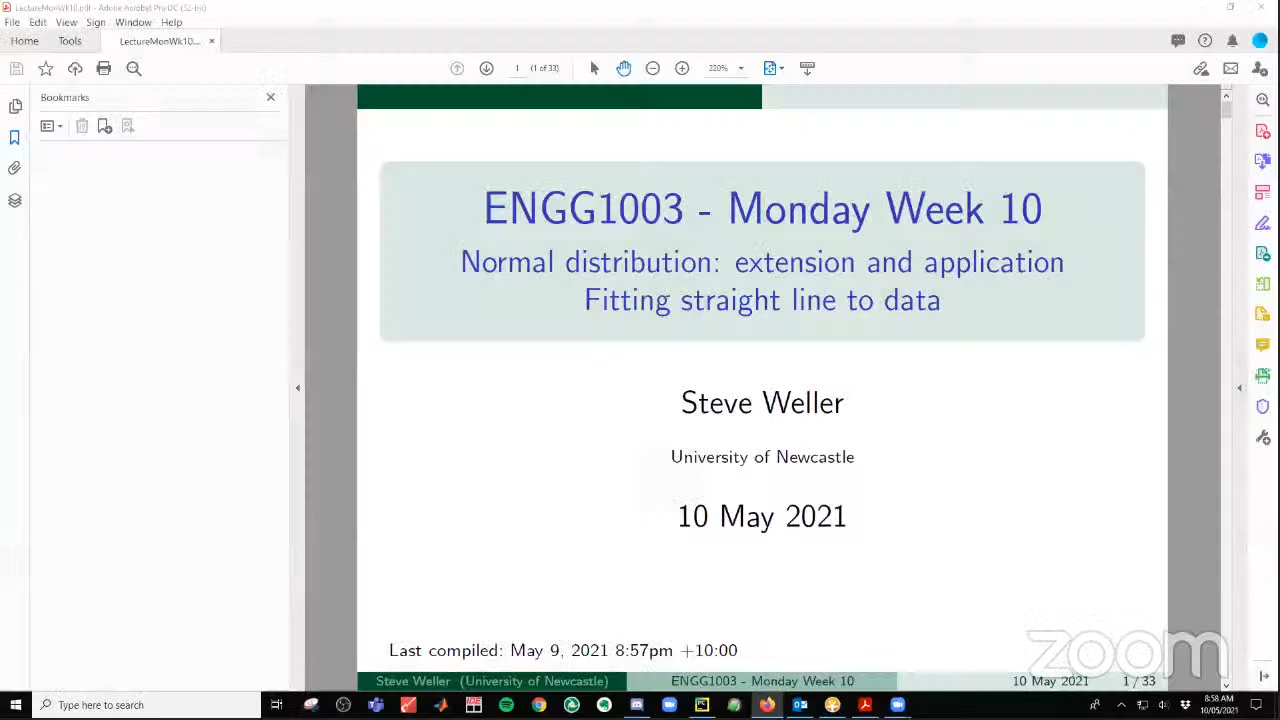 LectureMonWk10.pdf - Adobe Acrobat Pro DC (32-bit)
File Edit View Sign Window Help
Home Tools LectureMonWk10... ×
1 (1 of 33) 220%
Bookmarks
ENGG1003 - Monday Week 10
Normal distribution: extension and application
Fitting straight line to data
Steve Weller
University of Newcastle
10 May 2021
Last compiled: May 9, 2021 8:57pm +10:00
zoom
Steve Weller (University of Newcastle) ENGG1003 - Monday Week 10 10 May 2021 1 / 33
Type here to search
8:58 AM
10/05/2021